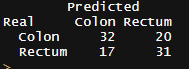 Predicted
Real Colon Rectum
Colon 32 20
Rectum 17 31
>